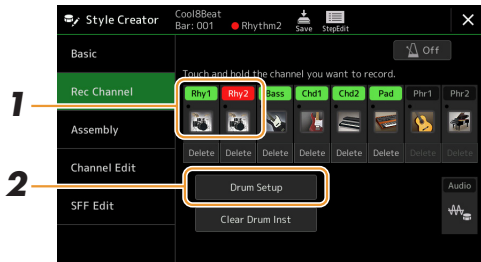 Style Creator
Cool8Beat
Bar: 001
Rhythm2
Save
StepEdit
Basic
Off
Touch and hold the channel you want to record.
Rec Channel
Rhy1
Rhy2
Bass
Chd1
Chd2
Pad
Phr1
Phr2
1
Assembly
Delete
Delete
Delete
Delete
Delete
Delete
Delete
Delete
Channel Edit
2
Drum Setup
Audio
SFF Edit
Clear Drum Inst